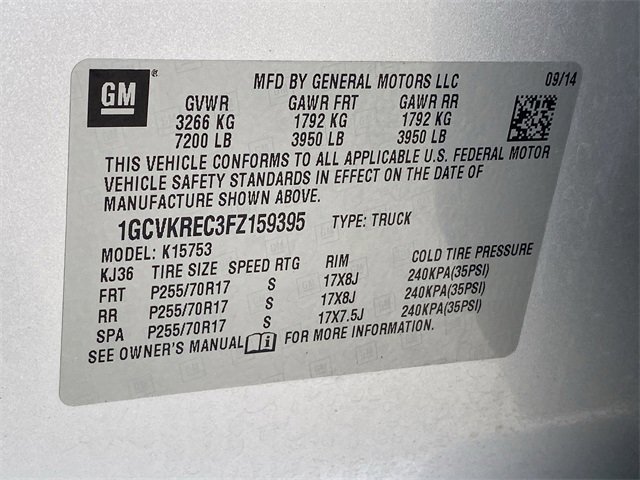 GM ®
MFD BY GENERAL MOTORS LLC 09/14
GVWR GAWR FRT GAWR RR
3266 KG 1792 KG 1792 KG
7200 LB 3950 LB 3950 LB
THIS VEHICLE CONFORMS TO ALL APPLICABLE U.S. FEDERAL MOTOR
VEHICLE SAFETY STANDARDS IN EFFECT ON THE DATE OF
MANUFACTURE SHOWN ABOVE.
1GCVKREC3FZ159395 TYPE: TRUCK
MODEL: K15753
KJ36 TIRE SIZE SPEED RTG RIM COLD TIRE PRESSURE
FRT P255/70R17 S 17X8J 240KPA(35PSI)
RR P255/70R17 S 17X8J 240KPA(35PSI)
SPA P255/70R17 S 17X7.5J 240KPA(35PSI)
SEE OWNER'S MANUAL i FOR MORE INFORMATION.